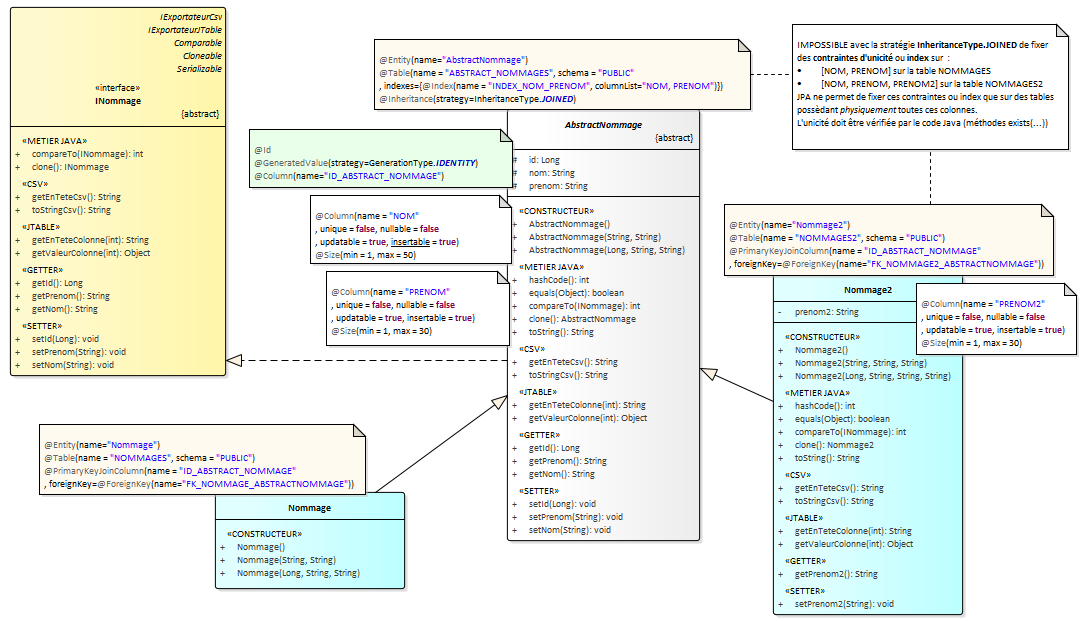 IExportateurCsv
IExportateurJTable
Comparable
Cloneable
Serializable
«interface»
INommage
{abstract}
«METIER JAVA»
+ compareTo(INommage): int
+ clone(): INommage
«CSV»
+ getEnTeteCsv(): String
+ toStringCsv(): String
«JTABLE»
+ getEnTeteColonne(int): String
+ getValeurColonne(int): Object
«GETTER»
+ getId(): Long
+ getPrenom(): String
+ getNom(): String
«SETTER»
+ setId(Long): void
+ setPrenom(String): void
+ setNom(String): void
@Entity(name="AbstractNommage")
@Table(name = "ABSTRACT_NOMMAGES", schema = "PUBLIC"
, indexes={@Index(name = "INDEX_NOM_PRENOM", columnList="NOM, PRENOM")})
@Inheritance(strategy=InheritanceType.JOINED)
IMPOSSIBLE avec la stratégie InheritanceType.JOINED de fixer
des contraintes d'unicité ou index sur :
• [NOM, PRENOM] sur la table NOMMAGES
• [NOM, PRENOM, PRENOM2] sur la table NOMMAGES2
JPA ne permet de fixer ces contraintes ou index que sur des tables
possèdant physiquement toutes ces colonnes.
L'unicité doit être vérifiée par le code Java (méthodes exists(...))
@Id
@GeneratedValue(strategy=GenerationType.IDENTITY)
@Column(name="ID_ABSTRACT_NOMMAGE")
@Column(name = "NOM"
, unique = false, nullable = false
, updatable = true, insertable = true)
@Size(min = 1, max = 50)
@Column(name = "PRENOM"
, unique = false, nullable = false
, updatable = true, insertable = true)
@Size(min = 1, max = 30)
AbstractNommage
{abstract}
# id: Long
# nom: String
# prenom: String
«CONSTRUCTEUR»
+ AbstractNommage()
+ AbstractNommage(String, String)
+ AbstractNommage(Long, String, String)
«METIER JAVA»
+ hashCode(): int
+ equals(Object): boolean
+ compareTo(INommage): int
+ clone(): AbstractNommage
+ toString(): String
«CSV»
+ getEnTeteCsv(): String
+ toStringCsv(): String
«JTABLE»
+ getEnTeteColonne(int): String
+ getValeurColonne(int): Object
«GETTER»
+ getId(): Long
+ getPrenom(): String
+ getNom(): String
«SETTER»
+ setId(Long): void
+ setPrenom(String): void
+ setNom(String): void
@Entity(name="Nommage2")
@Table(name = "NOMMAGES2", schema = "PUBLIC")
@PrimaryKeyJoinColumn(name = "ID_ABSTRACT_NOMMAGE"
, foreignKey=@ForeignKey(name="FK_NOMMAGE2_ABSTRACTNOMMAGE"))
@Column(name = "PRENOM2"
, unique = false, nullable = false
, updatable = true, insertable = true)
@Size(min = 1, max = 30)
Nommage2
- prenom2: String
«CONSTRUCTEUR»
+ Nommage2()
+ Nommage2(String, String, String)
+ Nommage2(Long, String, String, String)
«METIER JAVA»
+ hashCode(): int
+ equals(Object): boolean
+ compareTo(INommage): int
+ clone(): Nommage2
+ toString(): String
«CSV»
+ getEnTeteCsv(): String
+ toStringCsv(): String
«JTABLE»
+ getEnTeteColonne(int): String
+ getValeurColonne(int): Object
«GETTER»
+ getPrenom2(): String
«SETTER»
+ setPrenom2(String): void
@Entity(name="Nommage")
@Table(name = "NOMMAGES", schema = "PUBLIC")
@PrimaryKeyJoinColumn(name = "ID_ABSTRACT_NOMMAGE"
, foreignKey=@ForeignKey(name="FK_NOMMAGE_ABSTRACTNOMMAGE"))
Nommage
«CONSTRUCTEUR»
+ Nommage()
+ Nommage(String, String)
+ Nommage(Long, String, String)